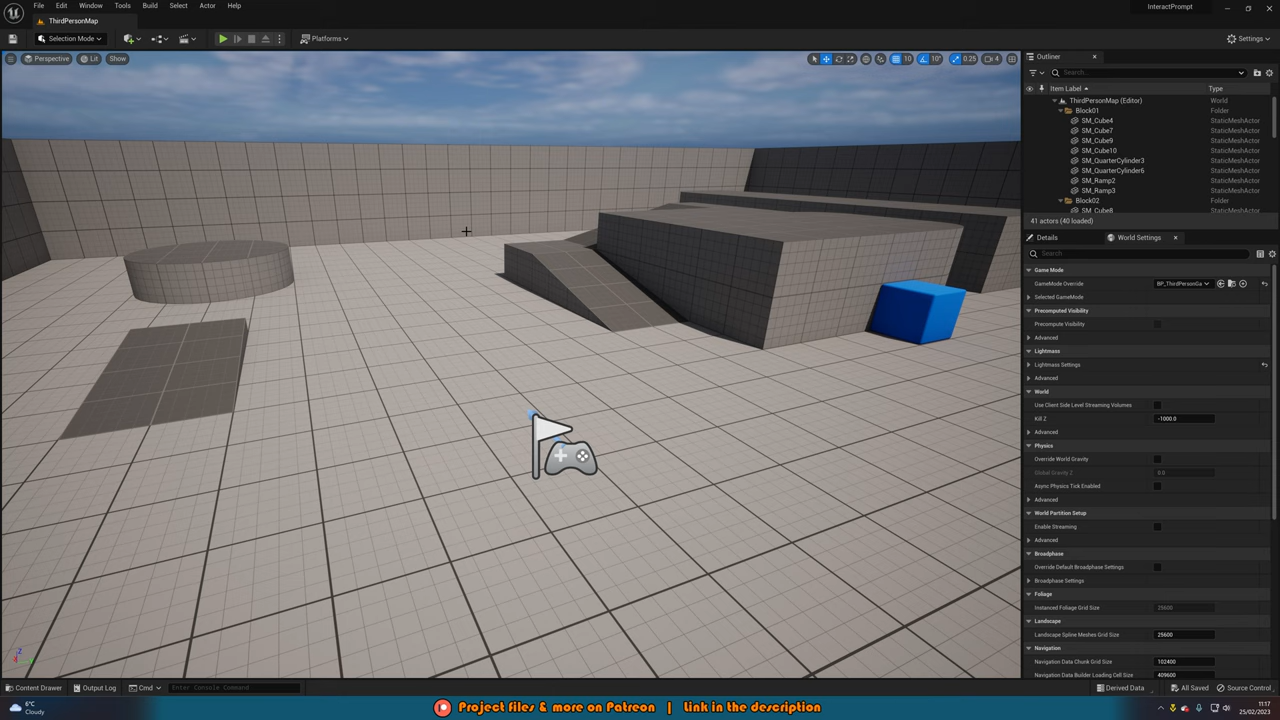 File Edit Window Tools Build Select Actor Help
InteractPrompt
ThirdPersonMap
Selection Mode
Platforms
Settings
Perspective Lit Show
10 10° 0.25 4
Outliner
Search...
Item Label Type
ThirdPersonMap (Editor) World
Block01 Folder
SM_Cube4 StaticMeshActor
SM_Cube7 StaticMeshActor
SM_Cube9 StaticMeshActor
SM_Cube10 StaticMeshActor
SM_QuarterCylinder3 StaticMeshActor
SM_QuarterCylinder6 StaticMeshActor
SM_Ramp2 StaticMeshActor
SM_Ramp3 StaticMeshActor
Block02 Folder
SM_Cube8 StaticMeshActor
41 actors (40 loaded)
Details World Settings
Search
Game Mode
GameMode Override BP_ThirdPersonGa
Selected GameMode
Precomputed Visibility
Precompute Visibility
Advanced
Lightmass
Lightmass Settings
Advanced
World
Use Client Side Level Streaming Volumes
Kill Z -1000.0
Advanced
Physics
Override World Gravity
Global Gravity Z 0.0
Async Physics Tick Enabled
Advanced
World Partition Setup
Enable Streaming
Advanced
Broadphase
Override Default Broadphase Settings
Broadphase Settings
Foliage
Instanced Foliage Grid Size 25600
Landscape
Landscape Spline Meshes Grid Size 25600
Navigation
Navigation Data Chunk Grid Size 102400
Navigation Data Builder Loading Cell Size 409600
Content Drawer Output Log Cmd Enter Console Command
Derived Data All Saved Source Control
6°C
Cloudy
Project files & more on Patreon | Link in the description
11:17
25/02/2023